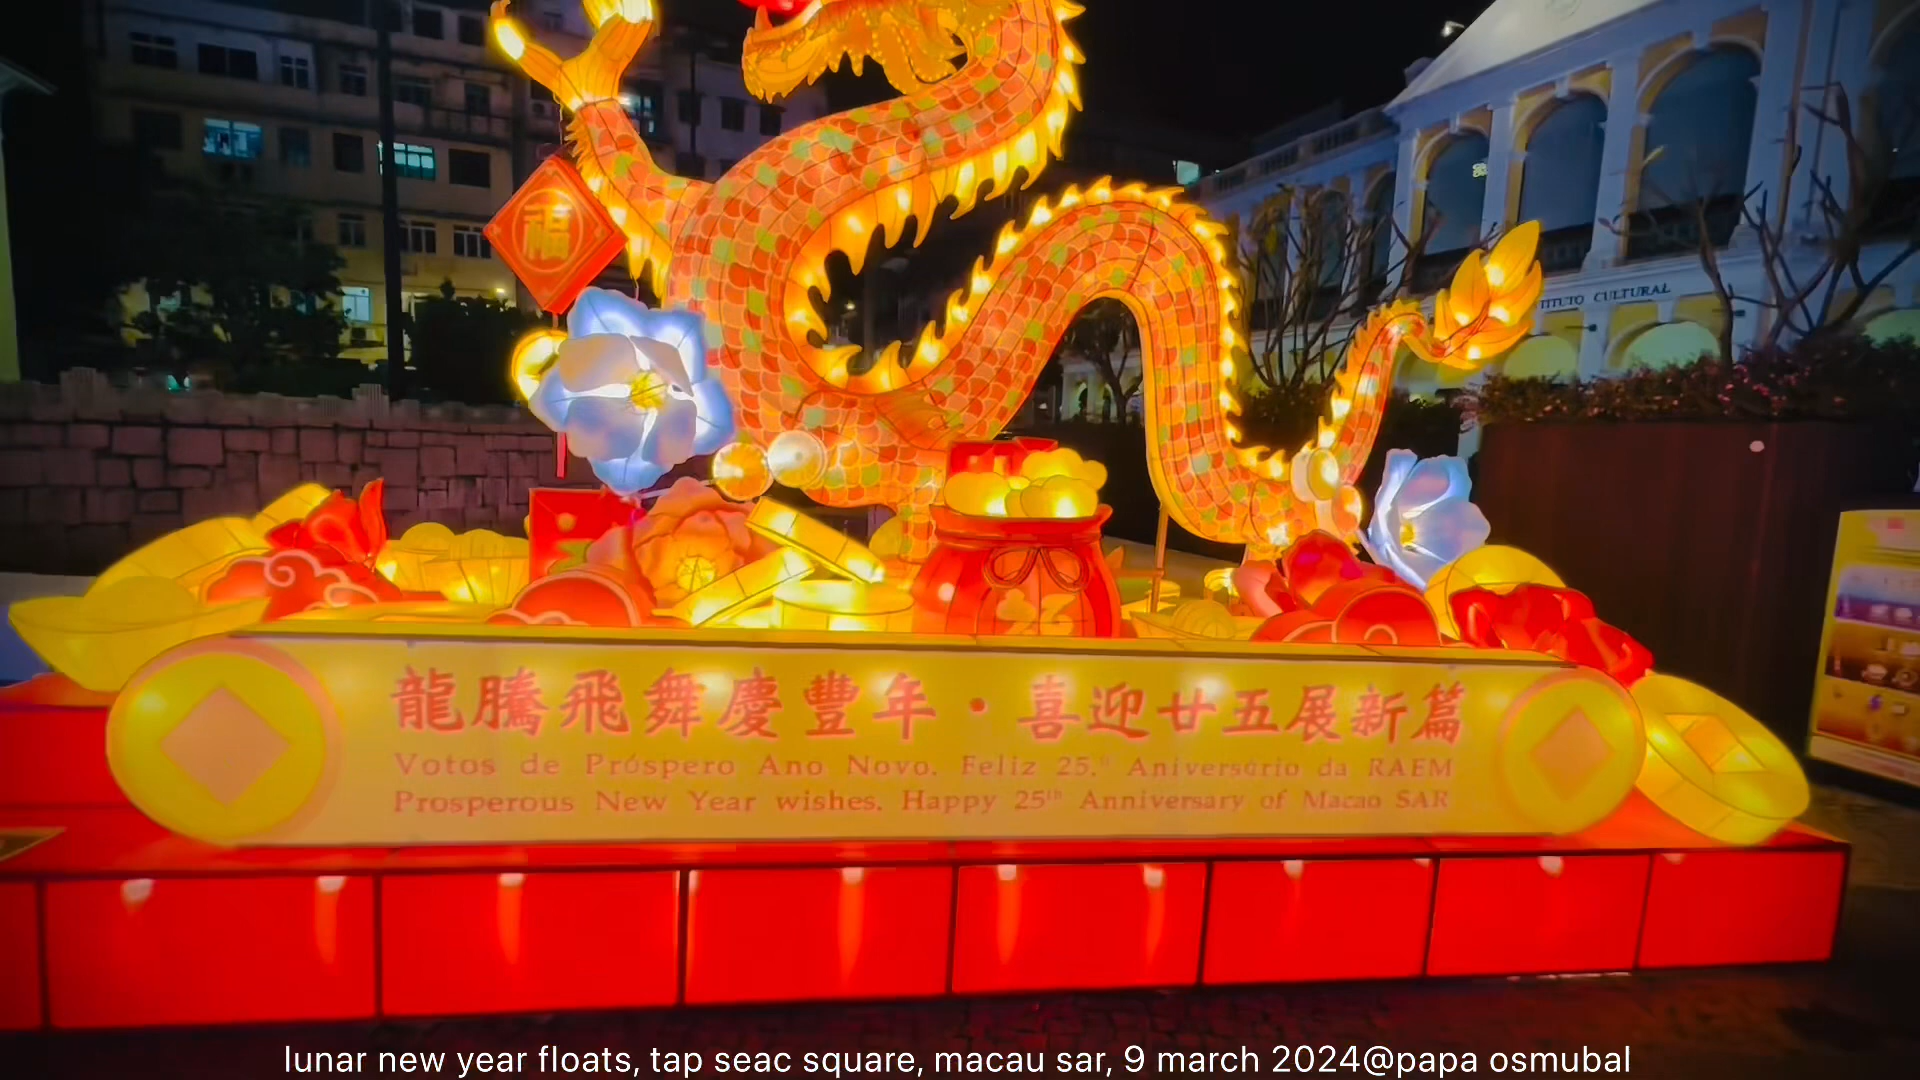 福
TITUTO CULTURAL
龍騰飛舞慶豐年・喜迎廿五展新篇
Votos de Próspero Ano Novo. Feliz 25.º Aniversário da RAEM
Prosperous New Year wishes. Happy 25th Anniversary of Macao SAR
lunar new year floats, tap seac square, macau sar, 9 march 2024@papa osmubal